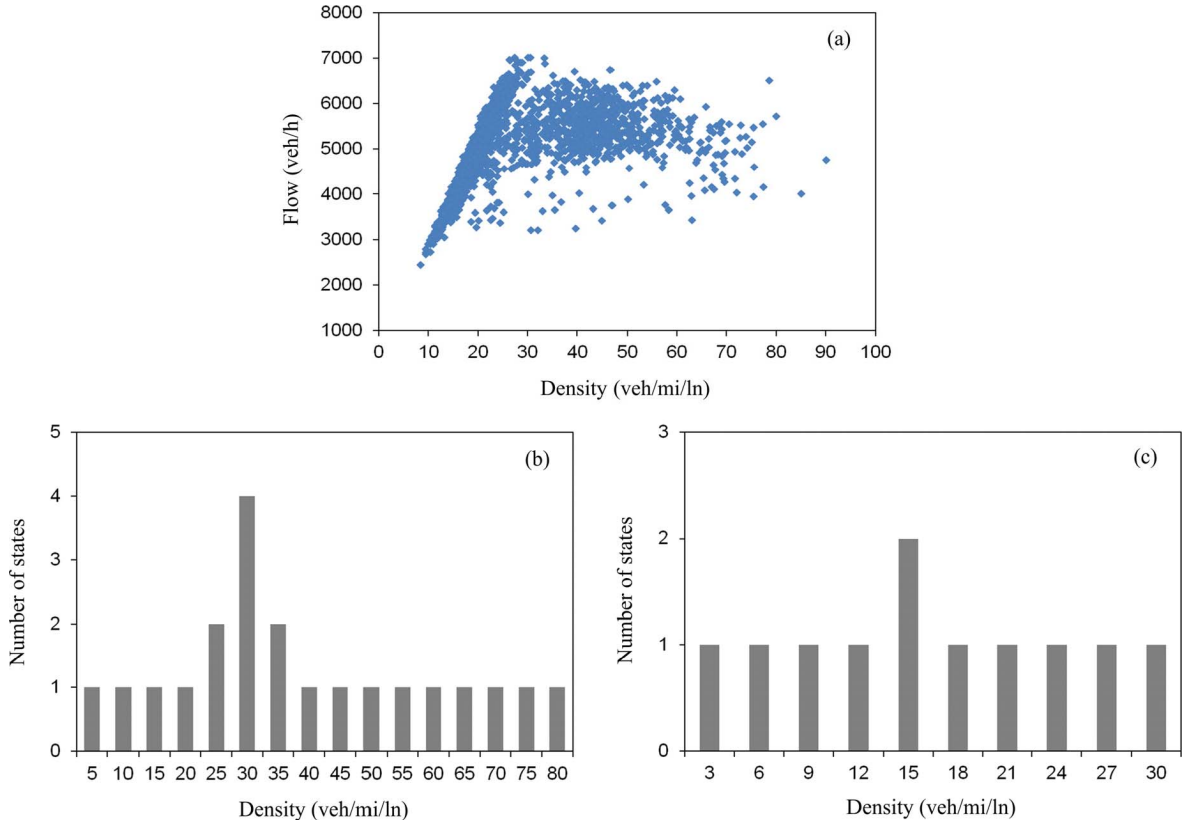 (a)
8000
7000
6000
5000
4000
3000
2000
1000
Flow (veh/h)
0 10 20 30 40 50 60 70 80 90 100
Density (veh/mi/ln)
(b)
5
4
3
2
1
0
Number of states
5 10 15 20 25 30 35 40 45 50 55 60 65 70 75 80
Density (veh/mi/ln)
(c)
3
2
1
0
Number of states
3 6 9 12 15 18 21 24 27 30
Density (veh/mi/ln)